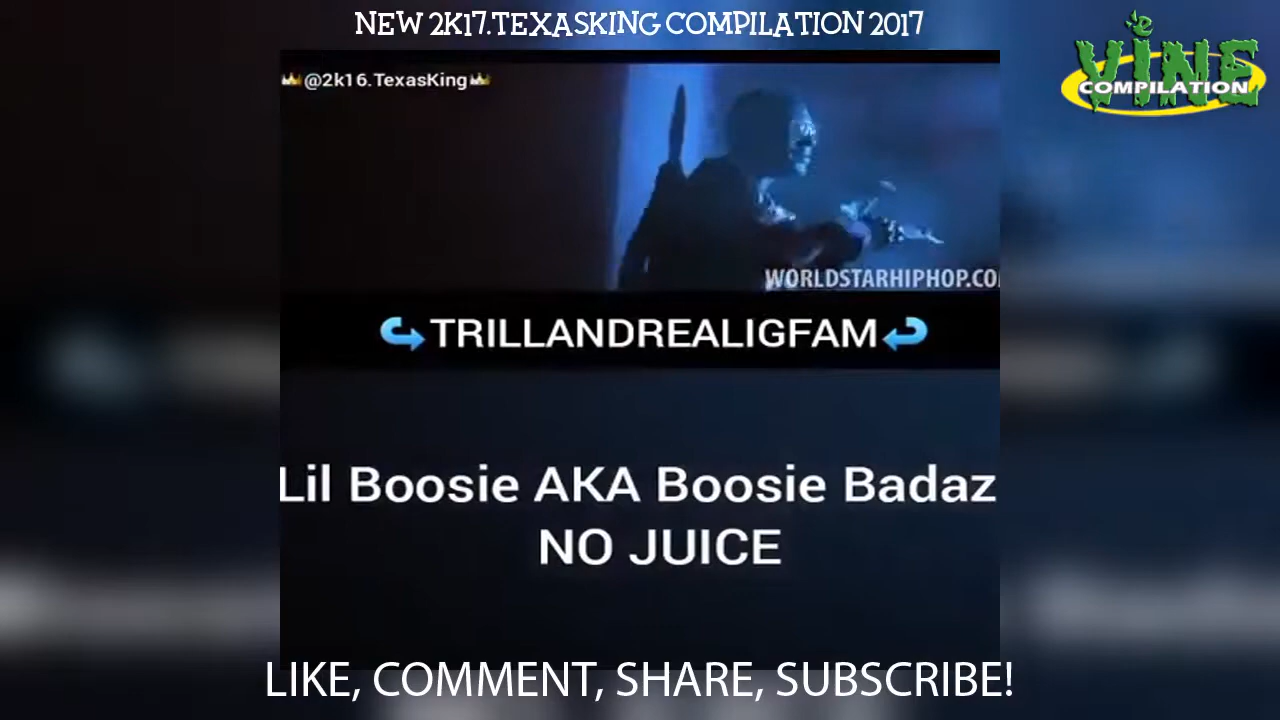 NEW 2K17.TEXASKING COMPILATION 2017
VINE
COMPILATION
@2k16.TexasKing
WORLDSTARHIPHOP.CO
TRILLANDREALIGFAM
Lil Boosie AKA Boosie Badaz
NO JUICE
LIKE, COMMENT, SHARE, SUBSCRIBE!